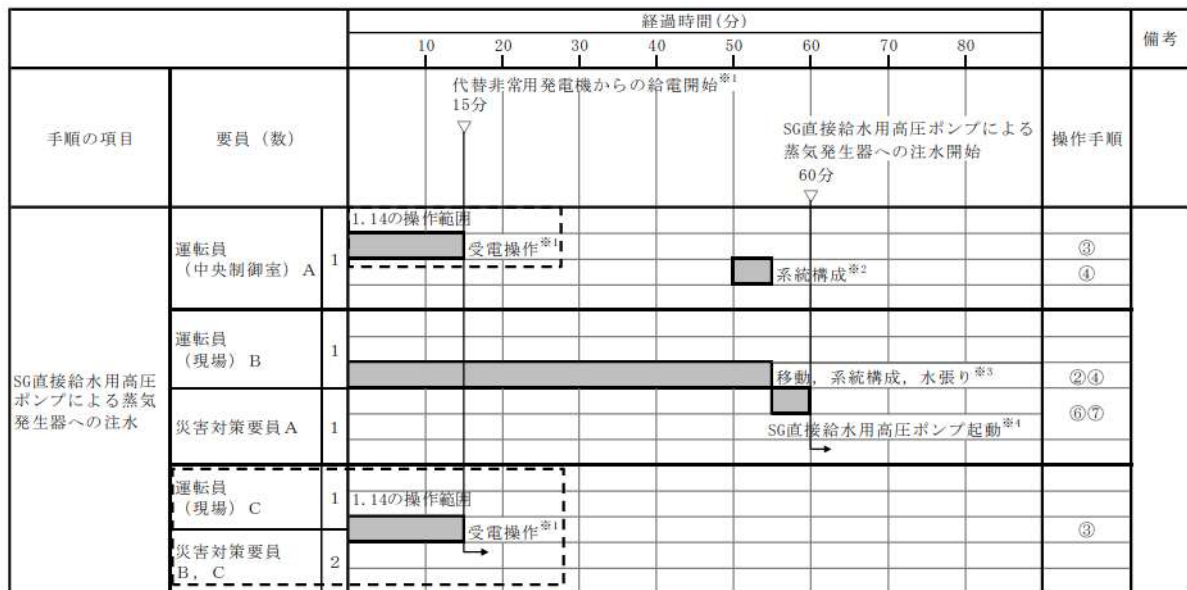 経過時間(分)
備考
10 20 30 40 50 60 70 80
手順の項目
要員（数）
操作手順
代替非常用発電機からの給電開始※1
15分
▽
SG直接給水用高圧ポンプによる
蒸気発生器への注水開始
60分
▽
SG直接給水用高圧
ポンプによる蒸気
発生器への注水
運転員
（中央制御室）A
1
1.14の操作範囲
受電操作※1
③
系統構成※2
④
運転員
（現場）B
1
移動，系統構成，水張り※3
②④
災害対策要員A
1
SG直接給水用高圧ポンプ起動※4
⑥⑦
運転員
（現場）C
1
1.14の操作範囲
受電操作※1
③
災害対策要員
B，C
2